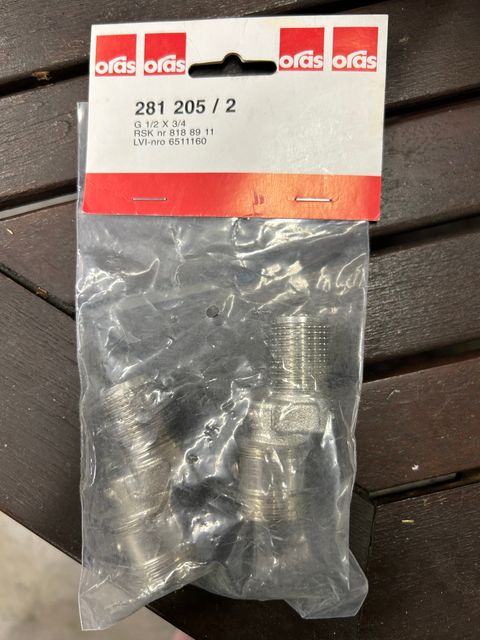 oras oras oras oras
281 205 / 2
G 1/2 X 3/4
RSK nr 818 89 11
LVI-nro 6511160